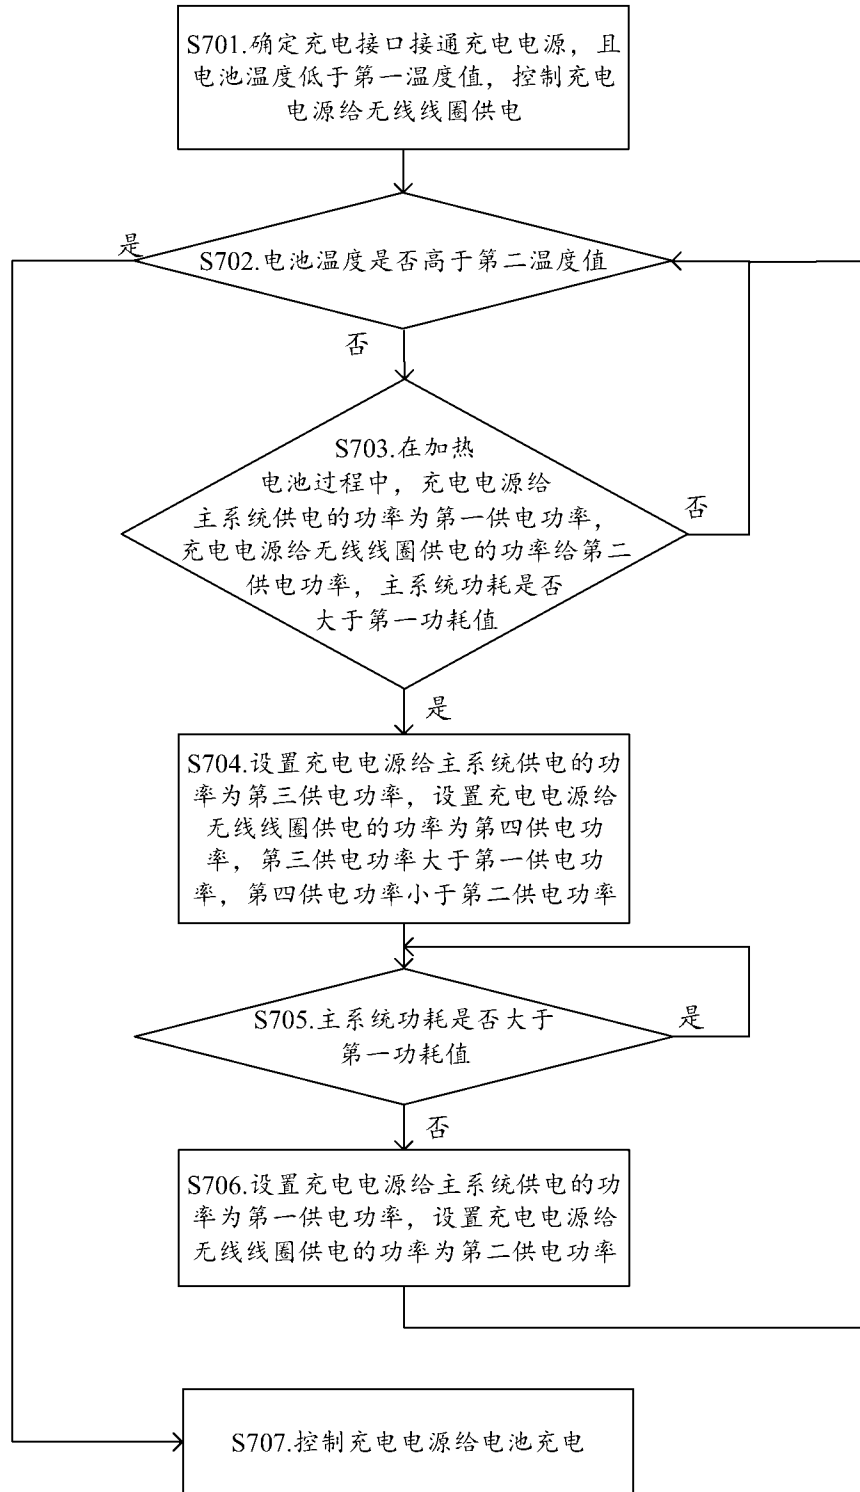 S701.确定充电接口接通充电电源，且
电池温度低于第一温度值，控制充电
电源给无线线圈供电
是
S702.电池温度是否高于第二温度值
否
S703.在加热
电池过程中，充电电源给
主系统供电的功率为第一供电功率，
充电电源给无线线圈供电的功率给第二
供电功率，主系统功耗是否
大于第一功耗值
否
是
S704.设置充电电源给主系统供电的功
率为第三供电功率，设置充电电源给
无线线圈供电的功率为第四供电功
率，第三供电功率大于第一供电功
率，第四供电功率小于第二供电功率
S705.主系统功耗是否大于
第一功耗值
是
否
S706.设置充电电源给主系统供电的功
率为第一供电功率，设置充电电源给
无线线圈供电的功率为第二供电功率
S707.控制充电电源给电池充电